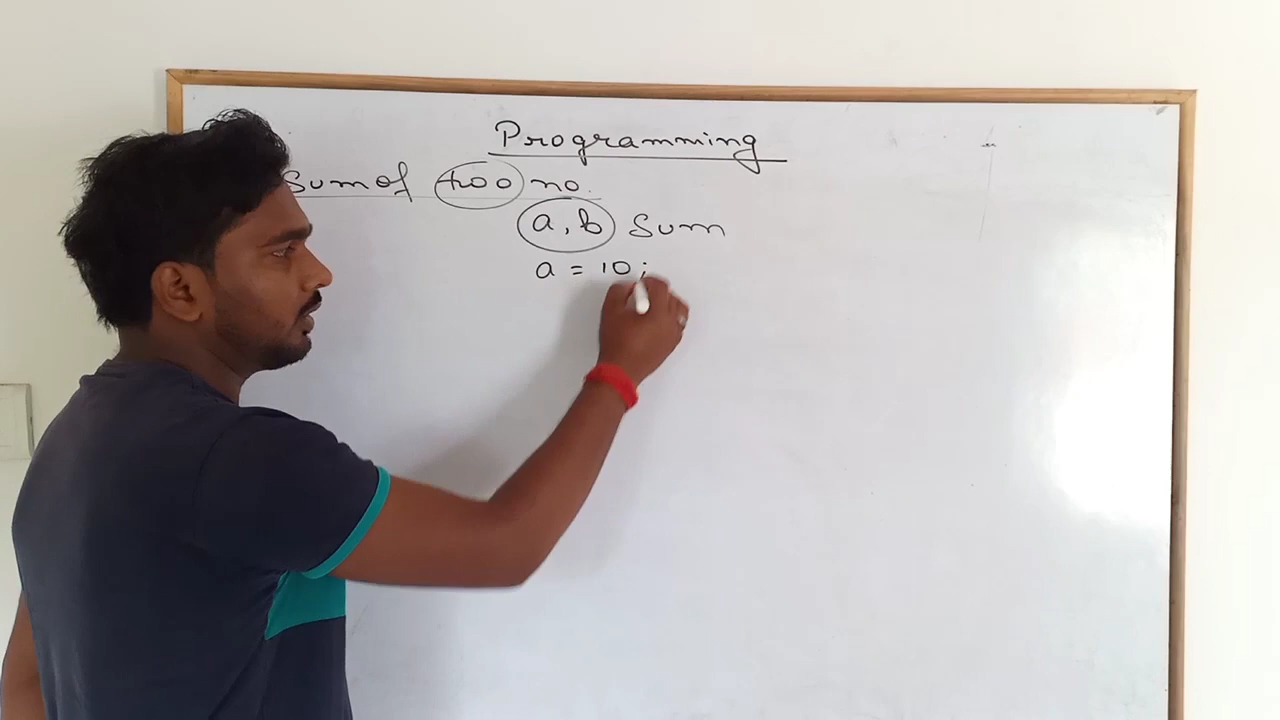 Programming
Sum of two no.
a, b Sum
a = 10;